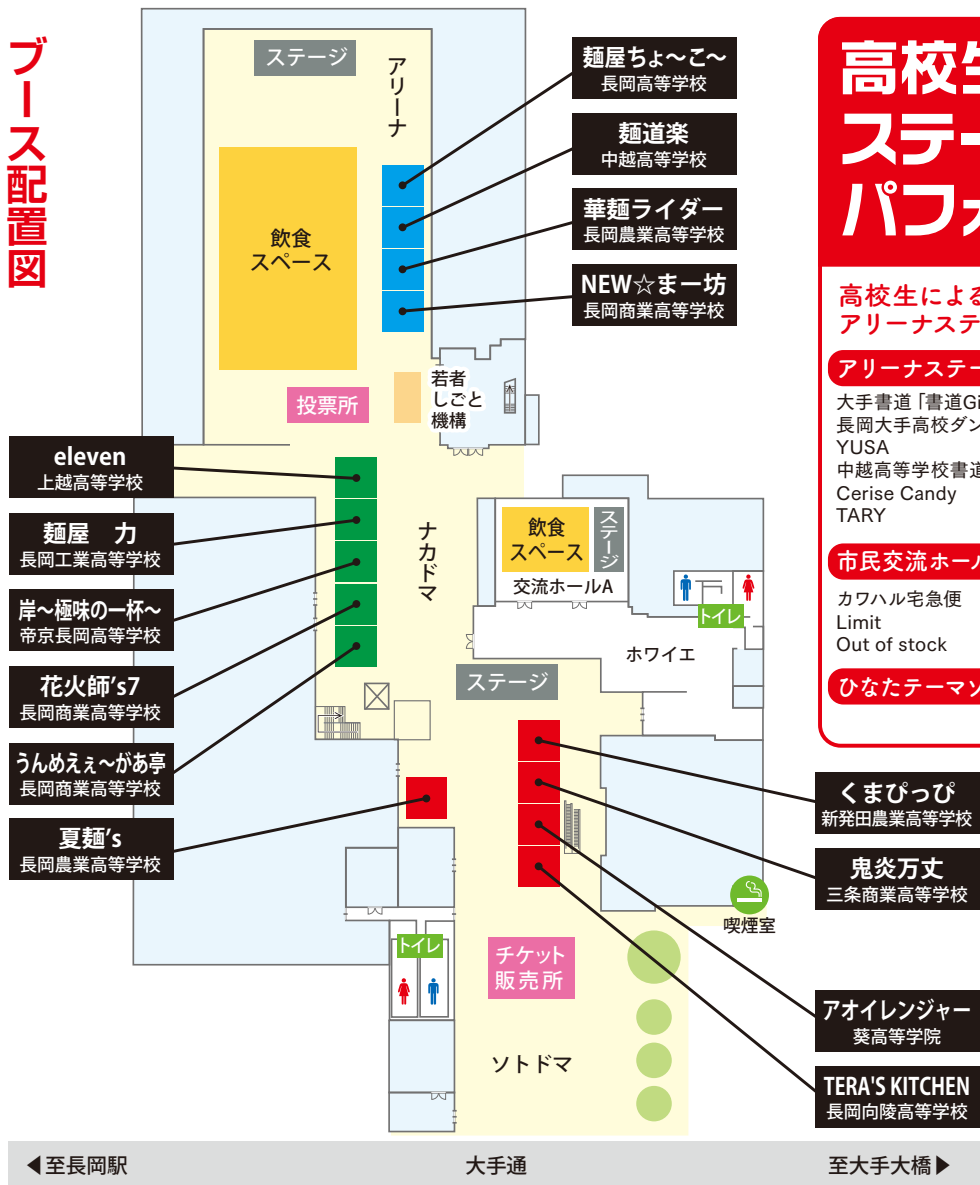 ブース配置図
ステージ
アリーナ
飲食
スペース
麺屋ちょ〜こ〜
長岡高等学校
麺道楽
中越高等学校
華麺ライダー
長岡農業高等学校
NEW☆まー坊
長岡商業高等学校
投票所
若者
しごと
機構
eleven
上越高等学校
麺屋　力
長岡工業高等学校
岸〜極味の一杯〜
帝京長岡高等学校
花火師's7
長岡商業高等学校
うんめえぇ〜があ亭
長岡商業高等学校
夏麺's
長岡農業高等学校
ナカドマ
飲食
スペース
ステージ
交流ホールA
トイレ
ホワイエ
ステージ
くまぴっぴ
新発田農業高等学校
鬼炎万丈
三条商業高等学校
アオイレンジャー
葵高等学院
TERA'S KITCHEN
長岡向陵高等学校
喫煙室
トイレ
チケット
販売所
ソトドマ
◀至長岡駅
大手通
至大手大橋▶
高校生
ステー
パフォ
高校生による
アリーナステ
アリーナステー
大手書道「書道Gi
長岡大手高校ダン
YUSA
中越高等学校書道
Cerise Candy
TARY
市民交流ホール
カワハル宅急便
Limit
Out of stock
ひなたテーマソ